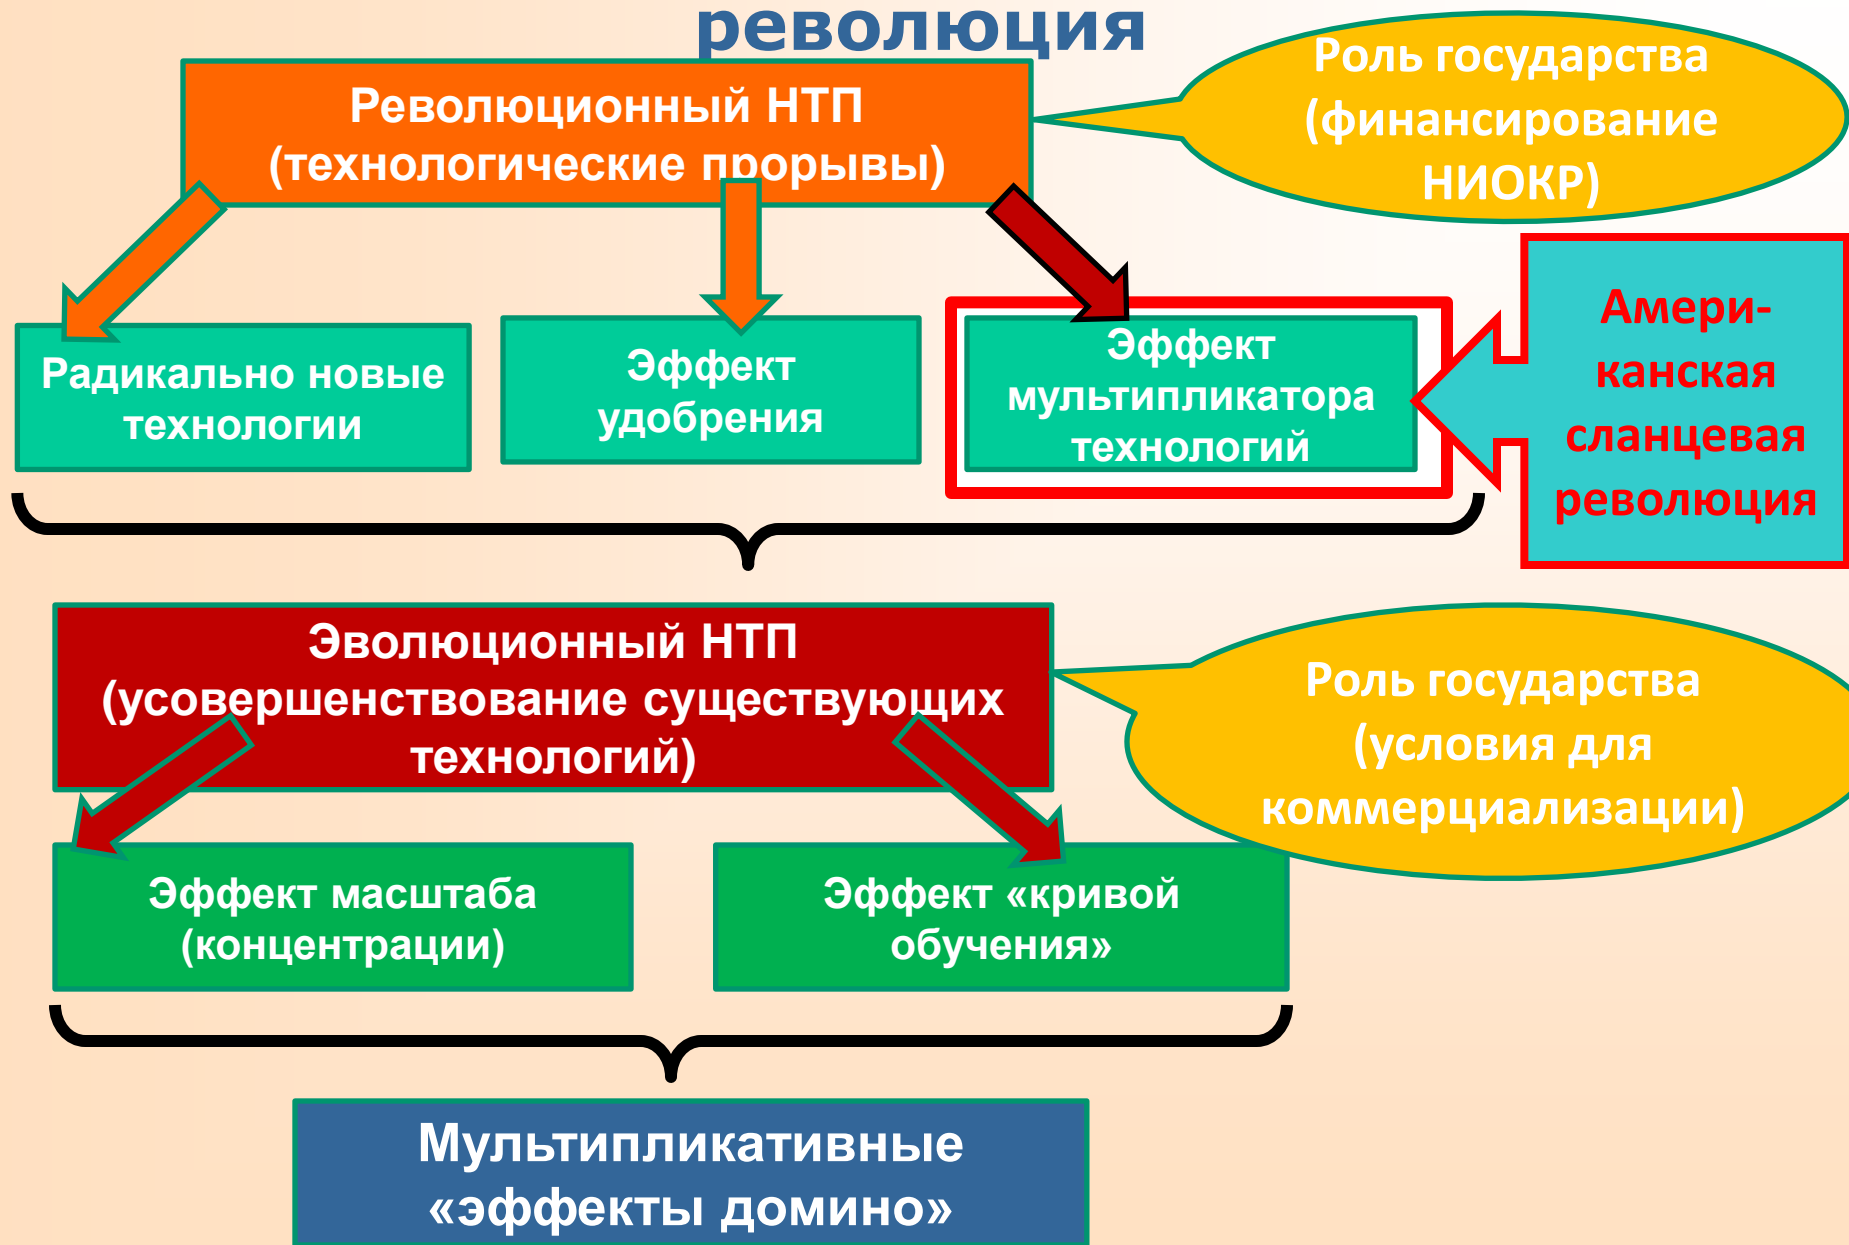 революция
Революционный НТП
(технологические прорывы)
Роль государства
(финансирование
НИОКР)
Радикально новые
технологии
Эффект
удобрения
Эффект
мультипликатора
технологий
Амери-
канская
сланцевая
революция
Эволюционный НТП
(усовершенствование существующих
технологий)
Роль государства
(условия для
коммерциализации)
Эффект масштаба
(концентрации)
Эффект «кривой
обучения»
Мультипликативные
«эффекты домино»